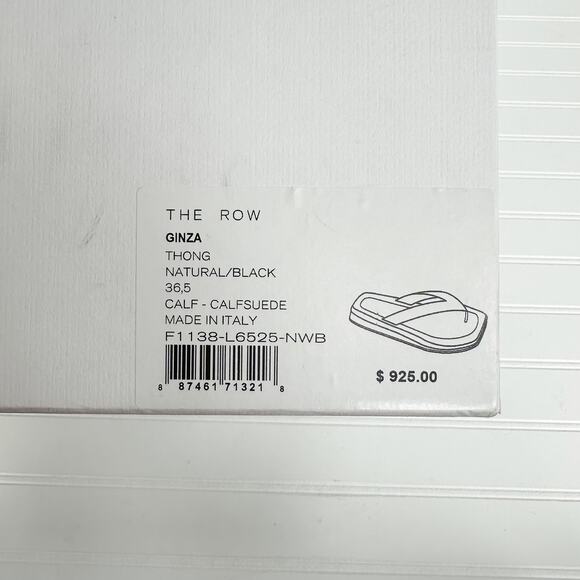 THE ROW
GINZA
THONG
NATURAL/BLACK
36,5
CALF - CALFSUEDE
MADE IN ITALY
F1138-L6525-NWB
8 87461 71321 8
$ 925.00